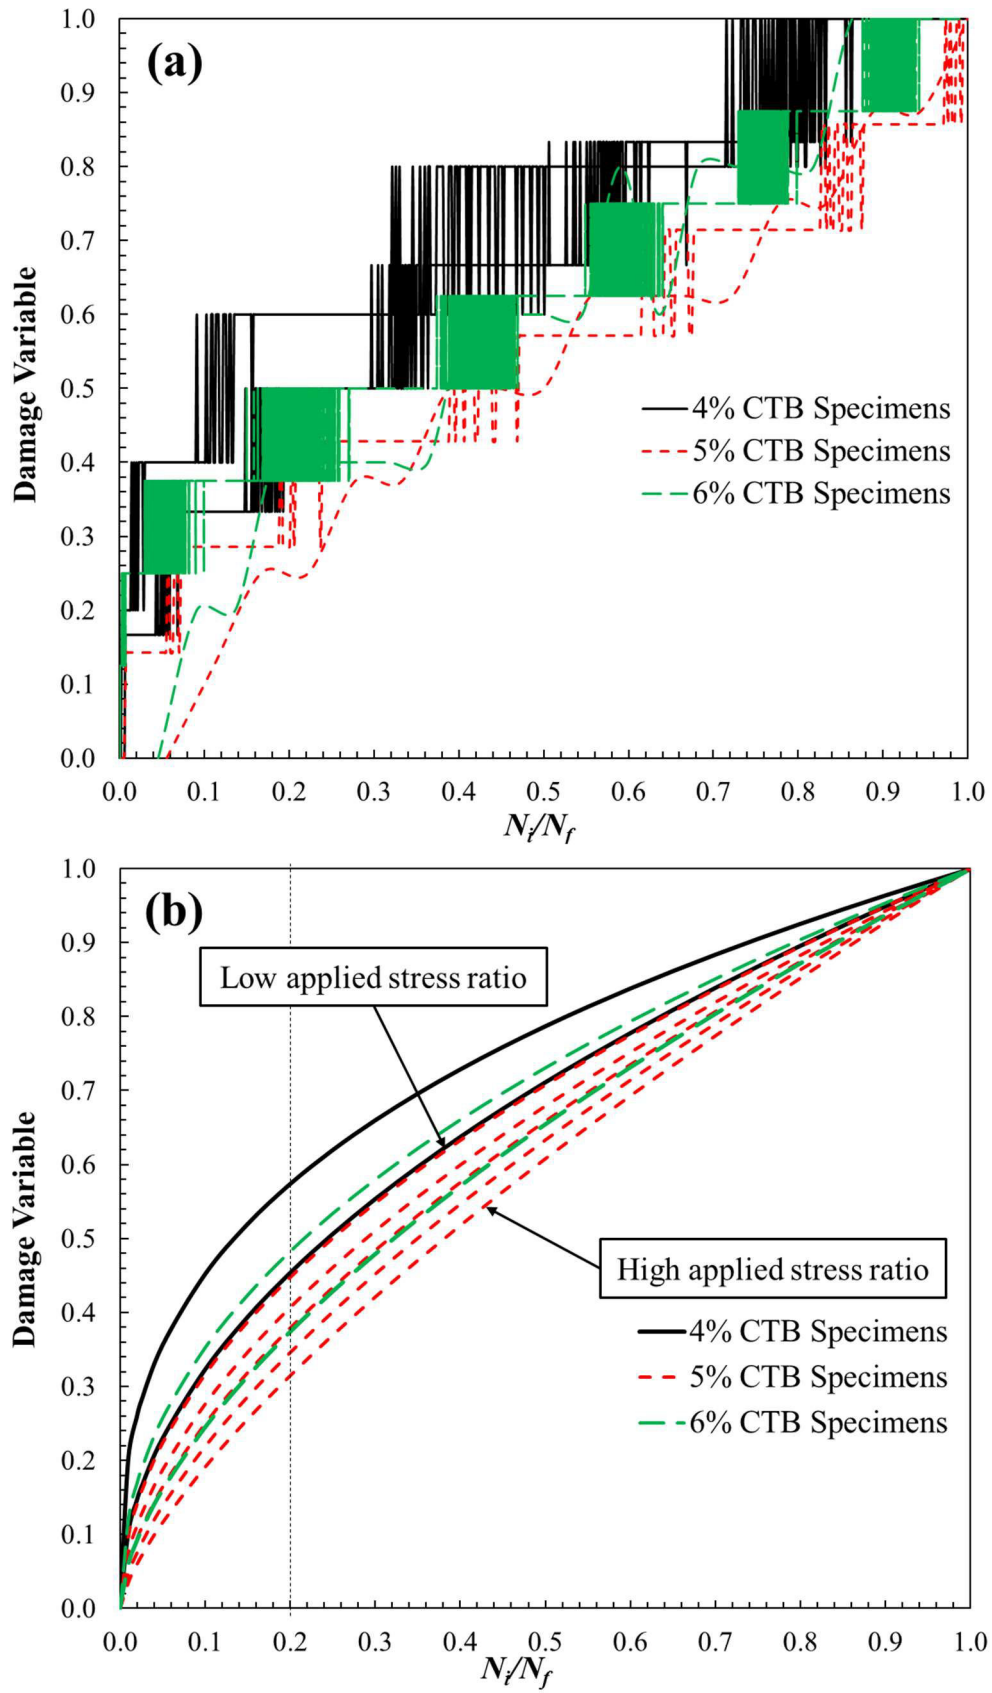 (a)
Damage Variable
1.0
0.9
0.8
0.7
0.6
0.5
0.4
0.3
0.2
0.1
0.0
4% CTB Specimens
5% CTB Specimens
6% CTB Specimens
0.0 0.1 0.2 0.3 0.4 0.5 0.6 0.7 0.8 0.9 1.0
Ni/Nf
(b)
Damage Variable
1.0
0.9
0.8
0.7
0.6
0.5
0.4
0.3
0.2
0.1
0.0
Low applied stress ratio
High applied stress ratio
4% CTB Specimens
5% CTB Specimens
6% CTB Specimens
0.0 0.1 0.2 0.3 0.4 0.5 0.6 0.7 0.8 0.9 1.0
Ni/Nf